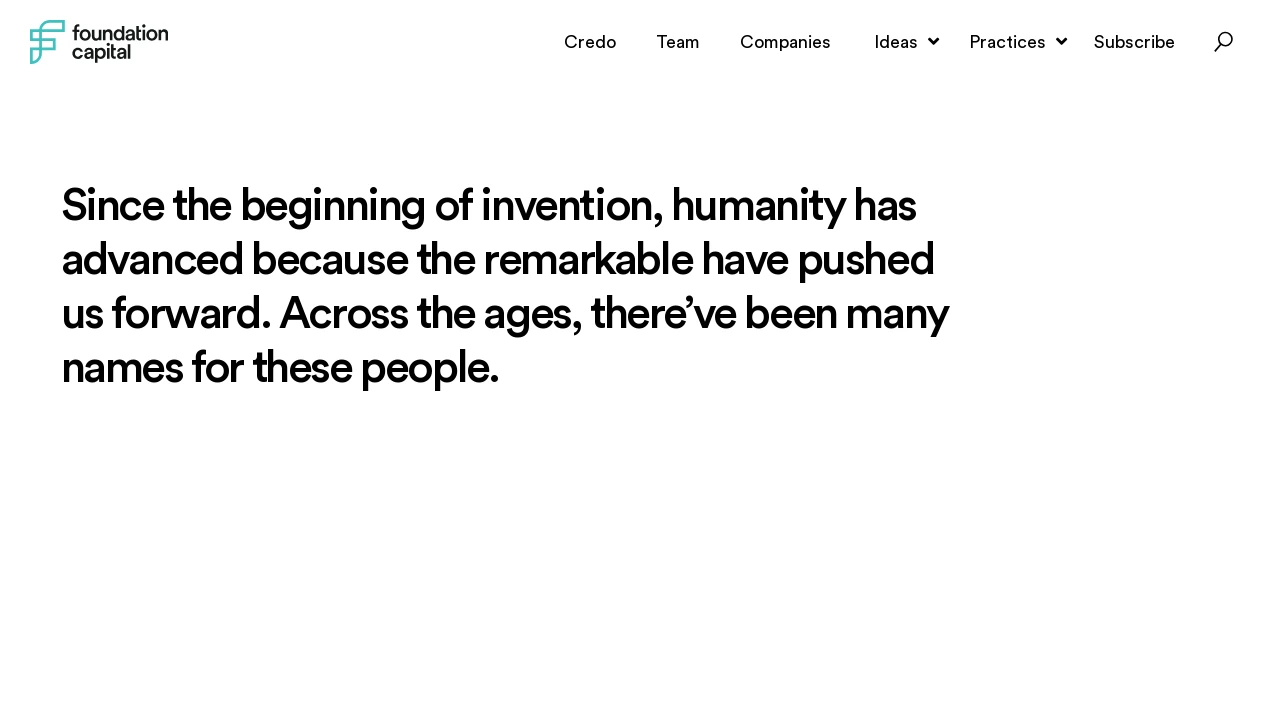 foundation
capital
Credo
Team
Companies
Ideas
Practices
Subscribe
Since the beginning of invention, humanity has
advanced because the remarkable have pushed
us forward. Across the ages, there’ve been many
names for these people.